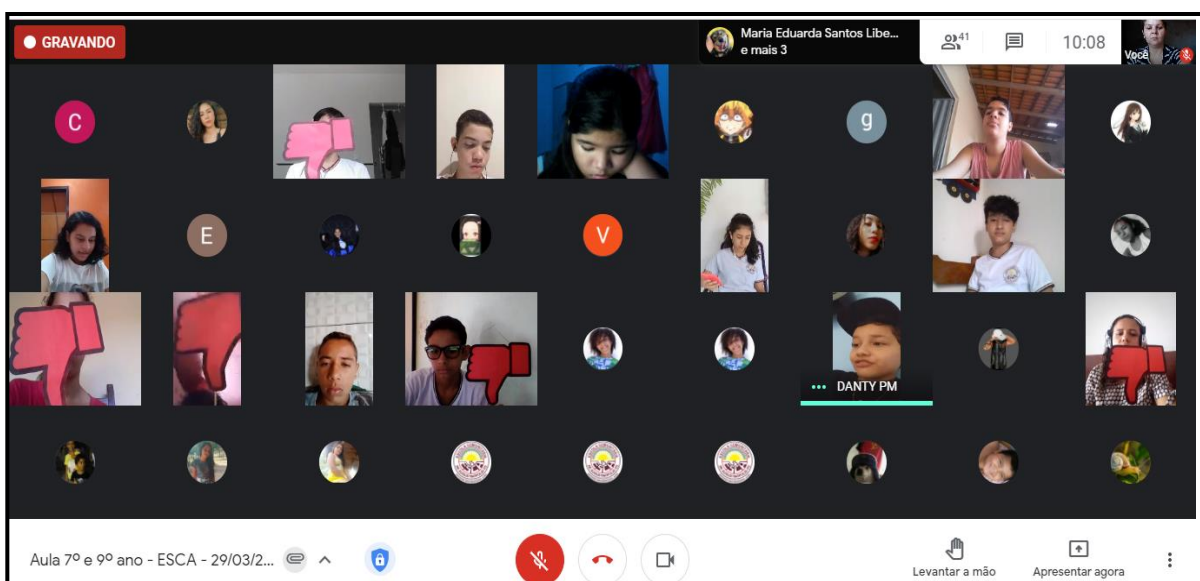 GRAVANDO
Maria Eduarda Santos Libe...
e mais 3
41
10:08
Você
C
g
E
V
DANTY PM
Aula 7º e 9º ano - ESCA - 29/03/2...
Levantar a mão
Apresentar agora